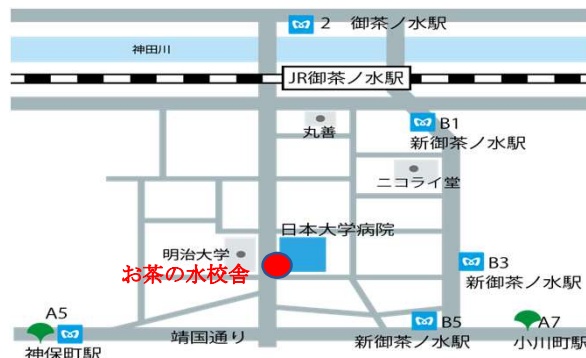 2 御茶ノ水駅
神田川
JR御茶ノ水駅
丸善
B1
新御茶ノ水駅
ニコライ堂
日本大学病院
明治大学
お茶の水校舎
B3
新御茶ノ水駅
A5
神保町駅
靖国通り
B5
新御茶ノ水駅
A7
小川町駅